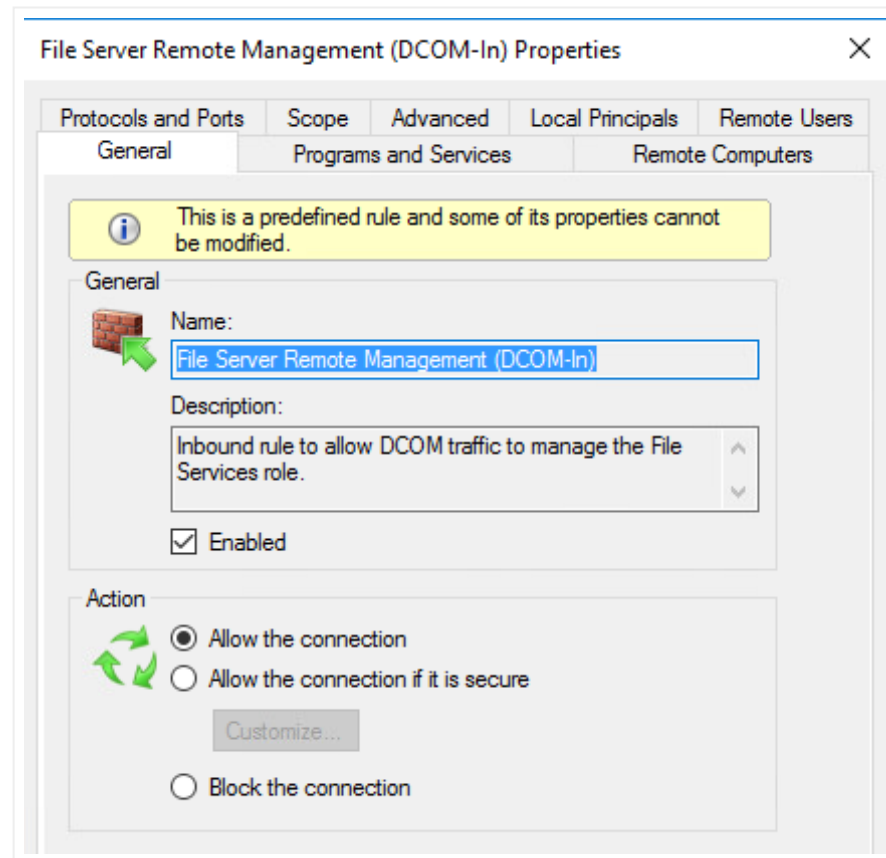 File Server Remote Management (DCOM-In) Properties
Protocols and Ports Scope Advanced Local Principals Remote Users
General Programs and Services Remote Computers
This is a predefined rule and some of its properties cannot
be modified.
General
Name:
File Server Remote Management (DCOM-In)
Description:
Inbound rule to allow DCOM traffic to manage the File
Services role.
Enabled
Action
Allow the connection
Allow the connection if it is secure
Customize...
Block the connection